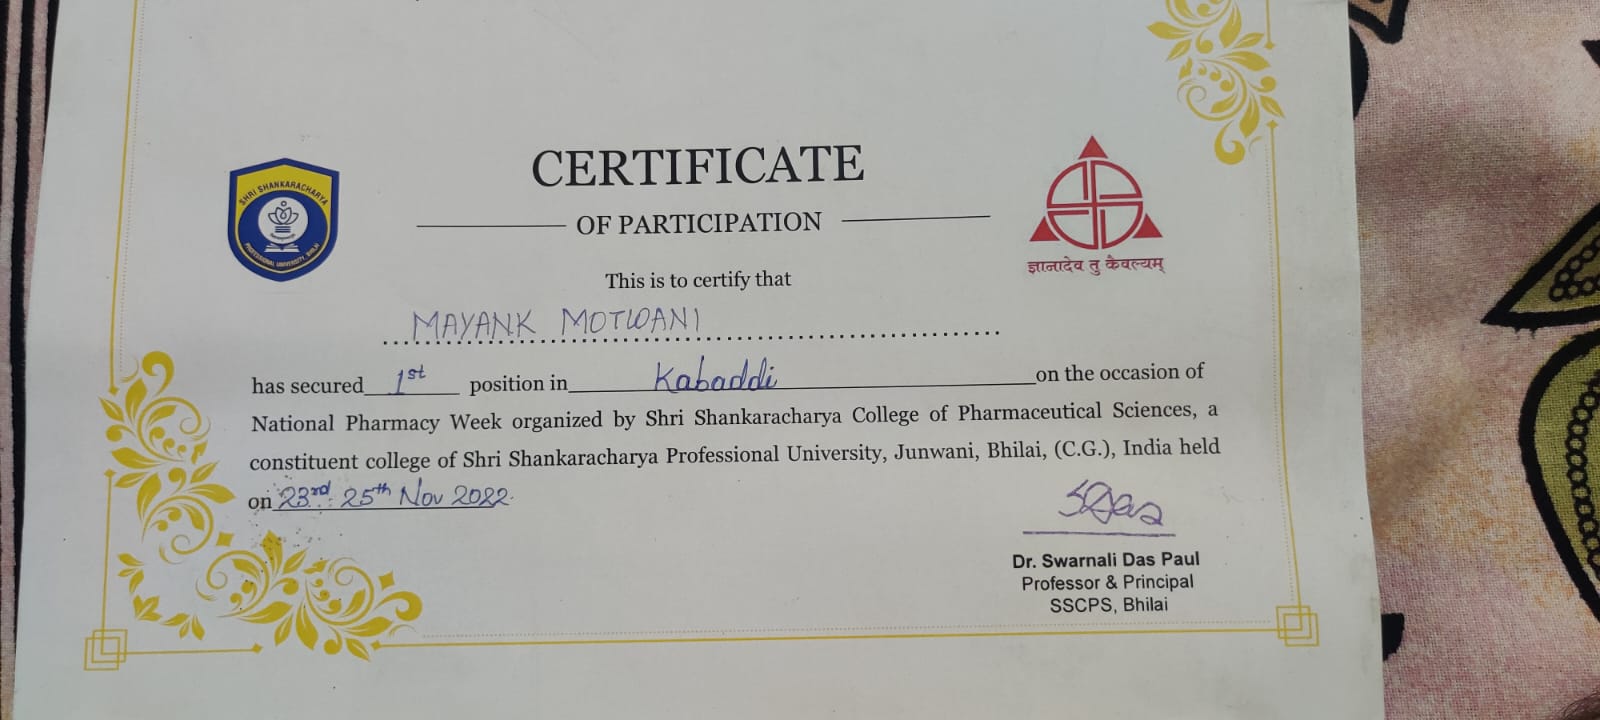 SHRI SHANKARACHARYA
PROFESSIONAL UNIVERSITY, BHILAI
ज्ञानादेव तु कैवल्यम्
CERTIFICATE
OF PARTICIPATION
This is to certify that
MAYANK MOTWANI
has secured 1st position in Kabaddi on the occasion of
National Pharmacy Week organized by Shri Shankaracharya College of Pharmaceutical Sciences, a
constituent college of Shri Shankaracharya Professional University, Junwani, Bhilai, (C.G.), India held
on 23rd - 25th Nov 2022.
SDas
Dr. Swarnali Das Paul
Professor & Principal
SSCPS, Bhilai